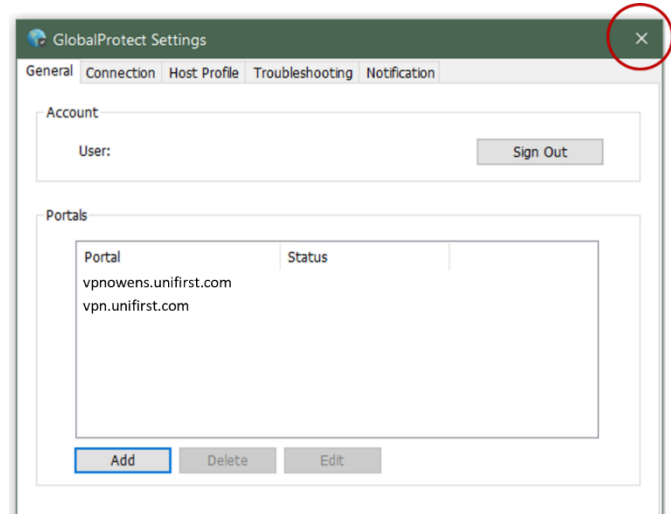 GlobalProtect Settings
General Connection Host Profile Troubleshooting Notification
Account
User:
Sign Out
Portals
Portal Status
vpnowens.unifirst.com
vpn.unifirst.com
Add Delete Edit